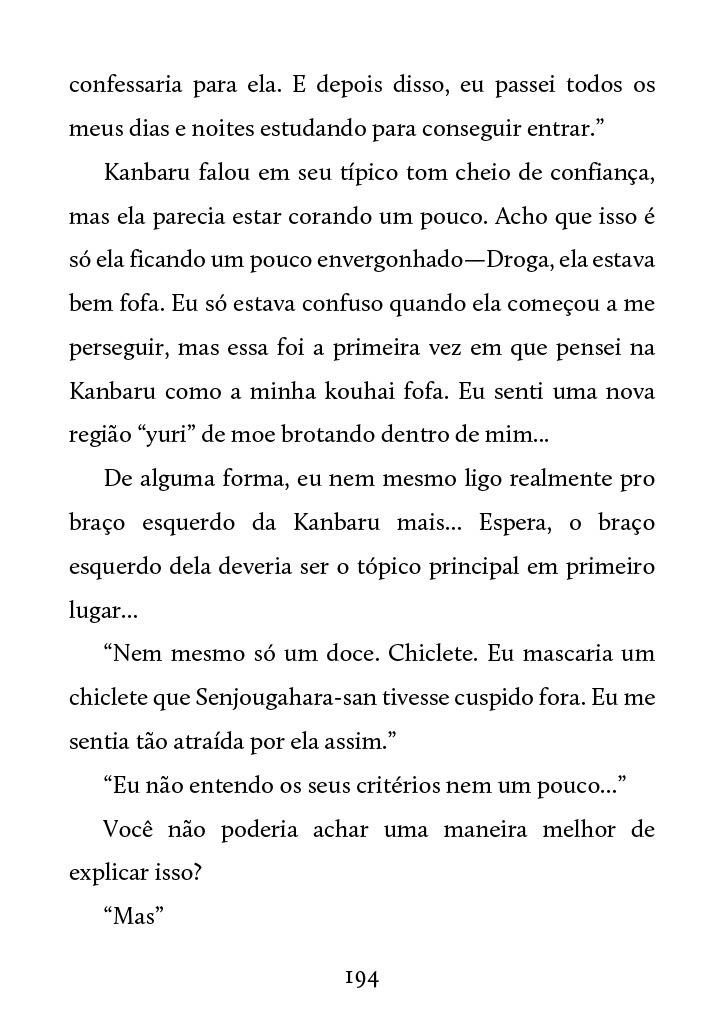 confessaria para ela. E depois disso, eu passei todos os
meus dias e noites estudando para conseguir entrar.”
Kanbaru falou em seu típico tom cheio de confiança,
mas ela parecia estar corando um pouco. Acho que isso é
só ela ficando um pouco envergonhado—Droga, ela estava
bem fofa. Eu só estava confuso quando ela começou a me
perseguir, mas essa foi a primeira vez em que pensei na
Kanbaru como a minha kouhai fofa. Eu senti uma nova
região “yuri” de moe brotando dentro de mim...
De alguma forma, eu nem mesmo ligo realmente pro
braço esquerdo da Kanbaru mais... Espera, o braço
esquerdo dela deveria ser o tópico principal em primeiro
lugar...
“Nem mesmo só um doce. Chiclete. Eu mascaria um
chiclete que Senjougahara-san tivesse cuspido fora. Eu me
sentia tão atraída por ela assim.”
“Eu não entendo os seus critérios nem um pouco...”
Você não poderia achar uma maneira melhor de
explicar isso?
“Mas”
194